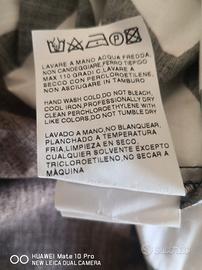 LAVARE A MANO ACQUA FREDDA,
NON CANDEGGIARE, FERRO TIEPIDO
MAX 110 GRADI C LAVARE A
SECCO CON PERCLOROETILENE,
NON ASCIUGARE IN TAMBURO
HAND WASH COLD, DO NOT BLEACH,
COOL IRON, PROFESSIONALLY DRY
CLEAN PERCHLOROETHYLENE WITH
LIKE COLORS, DO NOT TUMBLE DRY
LAVADO A MANO, NO BLANQUEAR,
PLANCHADO A TEMPERATURA
FRIA, LIMPIEZA EN SECO,
CUALQUIER SOLVENTE EXCEPTO
TRICLOROETILENO, NO SECAR A
MÁQUINA
HUAWEI Mate 10 Pro
NEW LEICA DUAL CAMERA